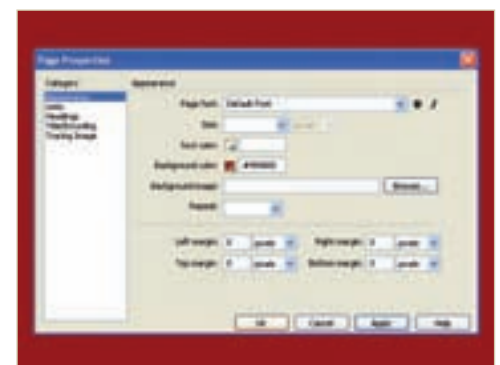 Page Properties
Category
Appearance
Appearance
Links
Headings
Title/Encoding
Tracing Image
Page font: Default Font B I
Size:
Text color:
Background color:
Background image: Browse...
Repeat:
Left margin: pixels Right margin: pixels
Top margin: pixels Bottom margin: pixels
OK Cancel Apply Help